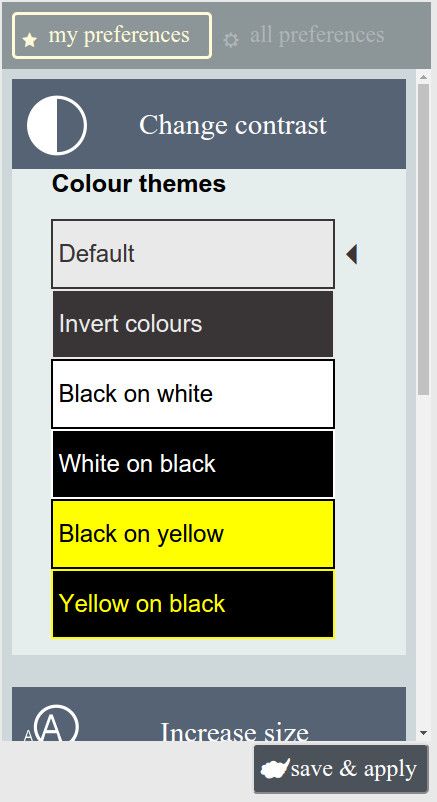 my preferences
all preferences
Change contrast
Colour themes
Default
Invert colours
Black on white
White on black
Black on yellow
Yellow on black
AA Increase size
save & apply